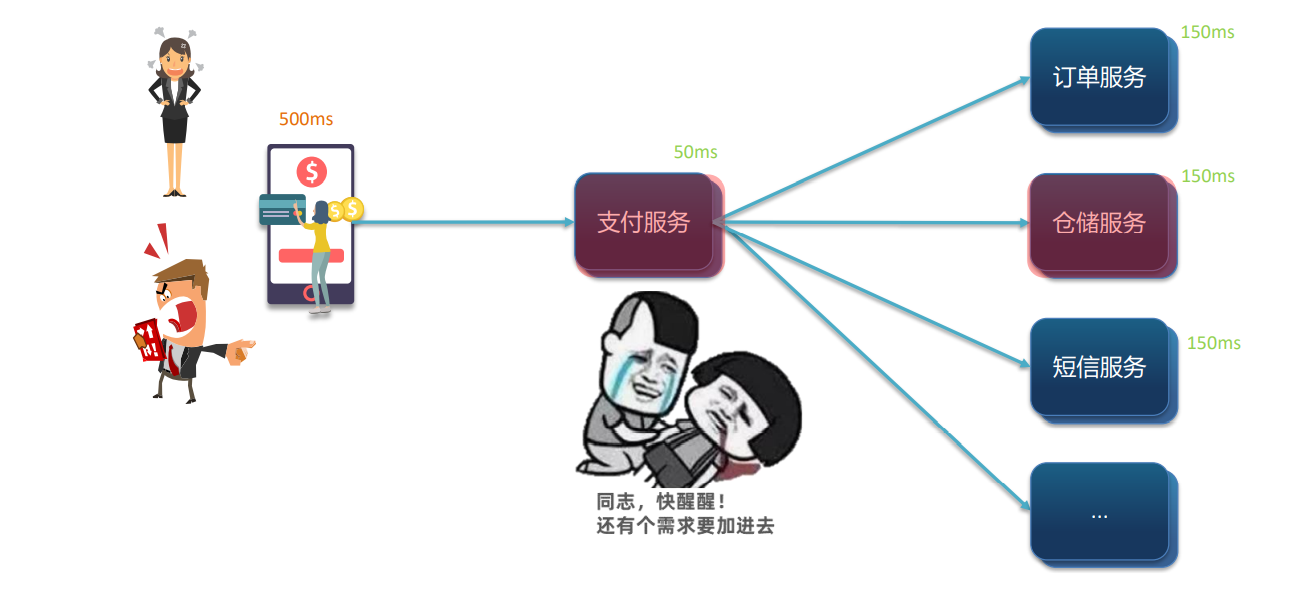 150ms
订单服务
500ms
50ms
150ms
$
$
$
支付服务
仓储服务
150ms
短信服务
同志，快醒醒！
还有个需求要加进去
...